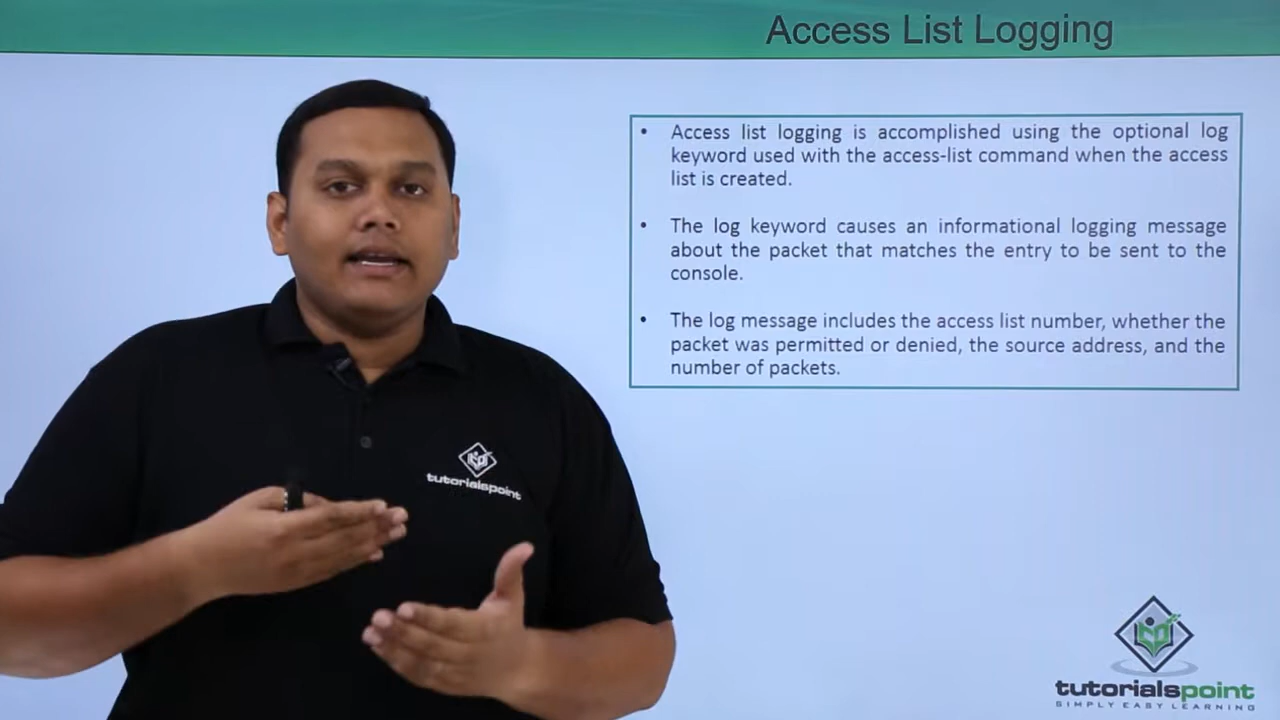 Access List Logging
• Access list logging is accomplished using the optional log
keyword used with the access-list command when the access
list is created.
• The log keyword causes an informational logging message
about the packet that matches the entry to be sent to the
console.
• The log message includes the access list number, whether the
packet was permitted or denied, the source address, and the
number of packets.
tutorialspoint
tutorialspoint
SIMPLY EASY LEARNING